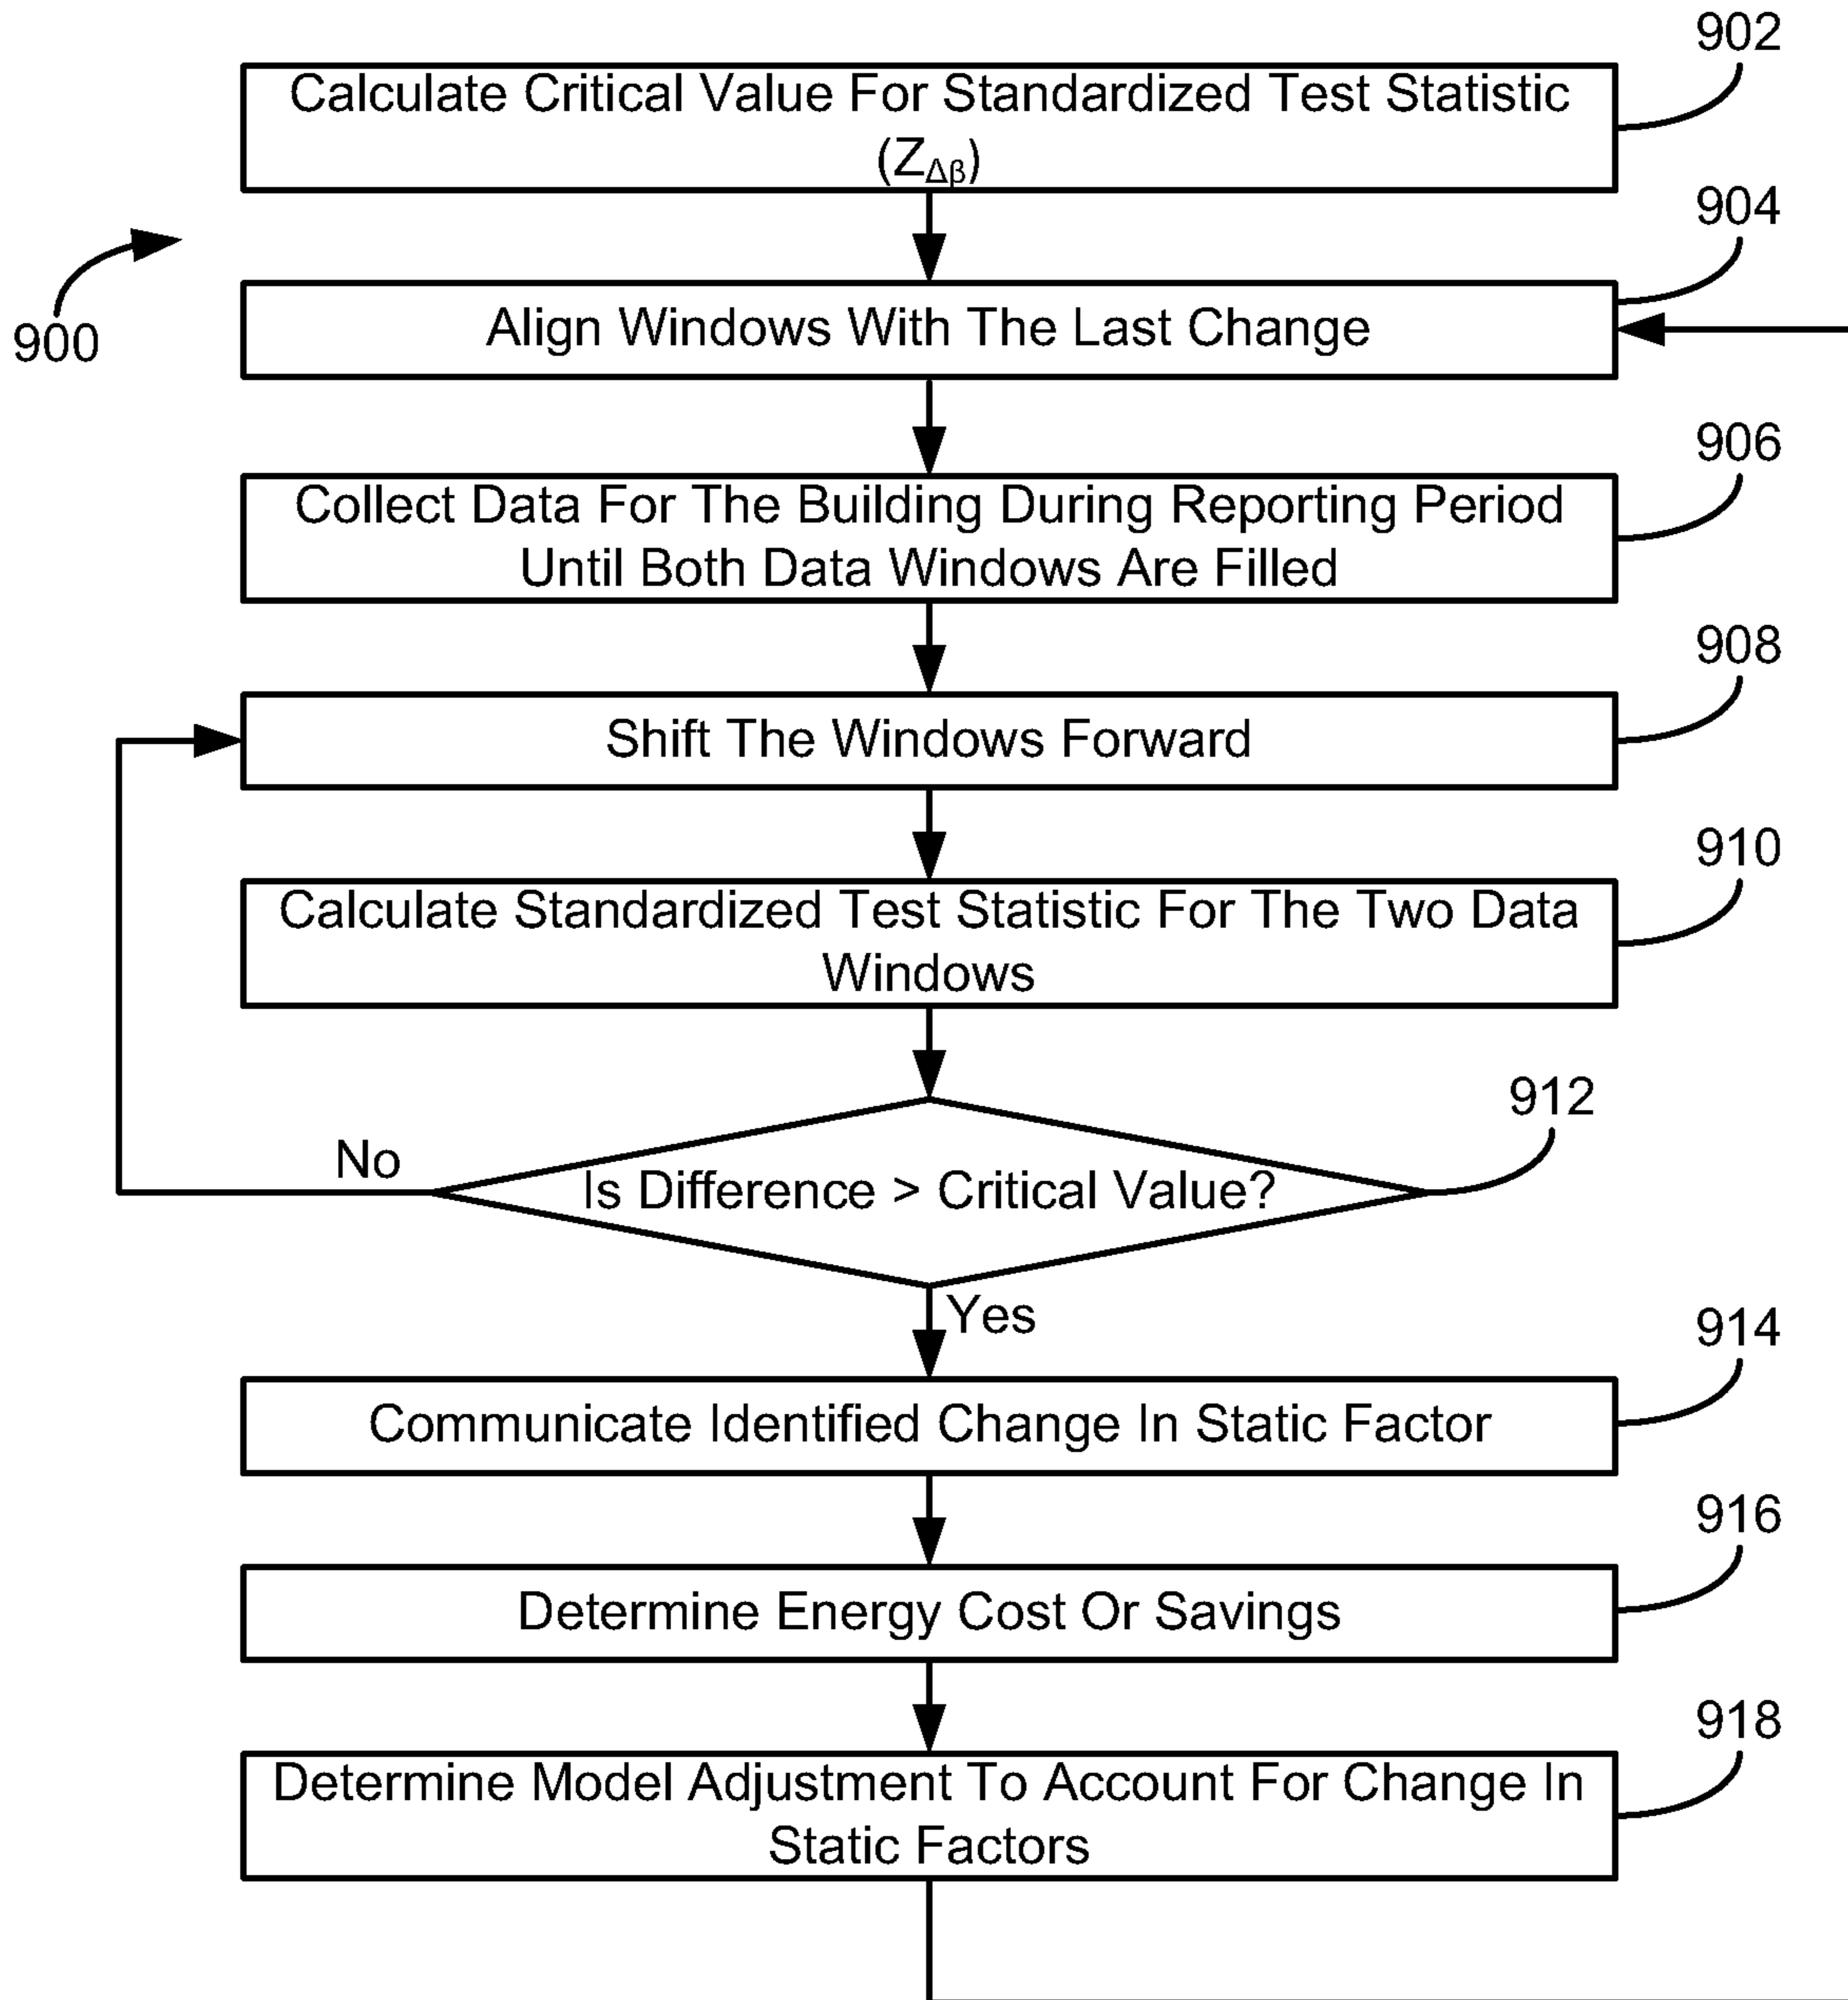 902
Calculate Critical Value For Standardized Test Statistic
(Z_Δβ)
904
900
Align Windows With The Last Change
906
Collect Data For The Building During Reporting Period
Until Both Data Windows Are Filled
908
Shift The Windows Forward
910
Calculate Standardized Test Statistic For The Two Data
Windows
912
No
Is Difference > Critical Value?
Yes
914
Communicate Identified Change In Static Factor
916
Determine Energy Cost Or Savings
918
Determine Model Adjustment To Account For Change In
Static Factors